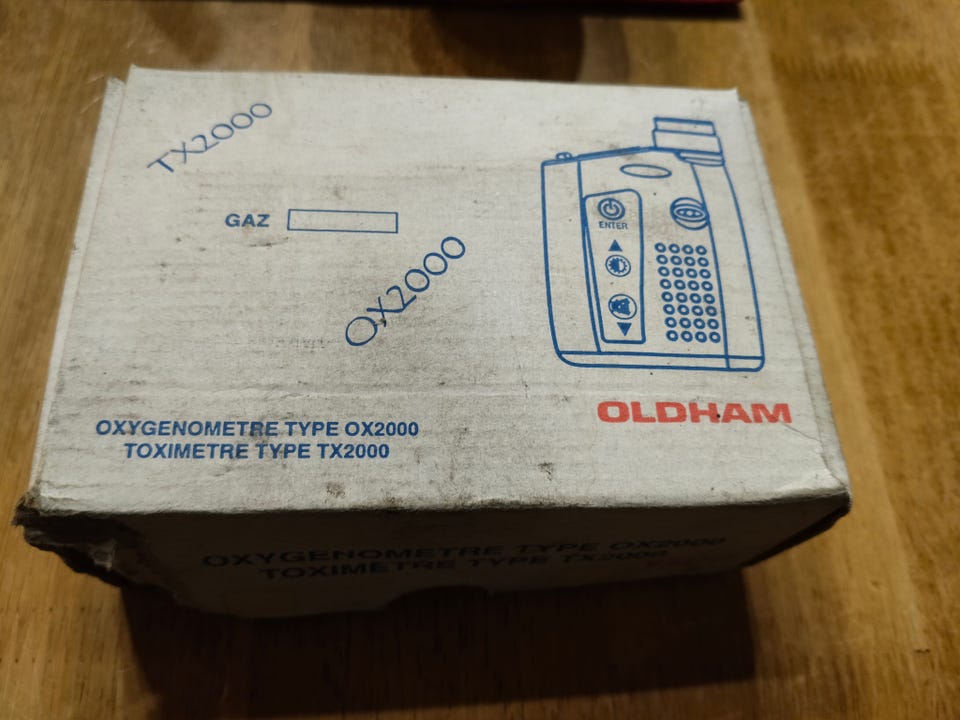 TX2000
GAZ
OX2000
ENTER
OXYGENOMETRE TYPE OX2000
TOXIMETRE TYPE TX2000
OLDHAM
OXYGENOMETRE TYPE OX2000
TOXIMETRE TYPE TX2000